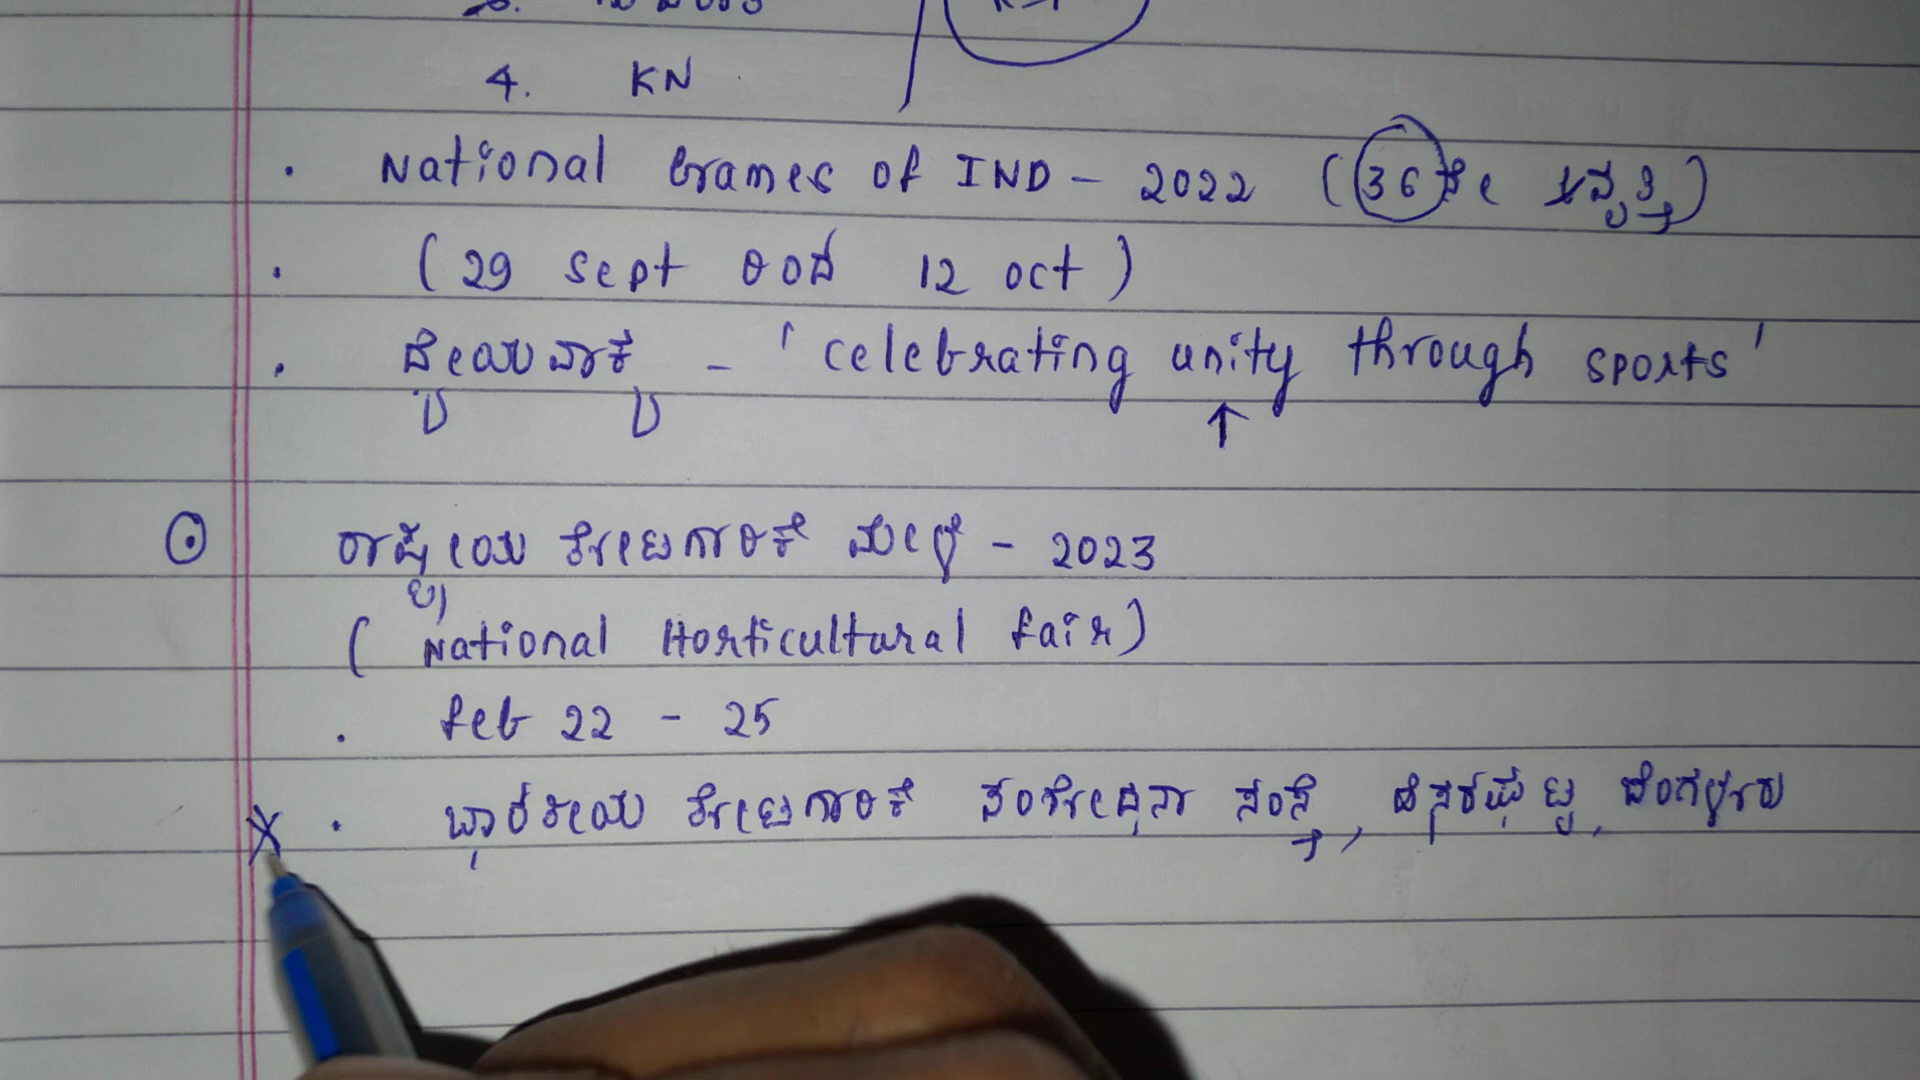 4. KN
. National Games of IND - 2022 (36ನೇ ಆವೃತ್ತಿ)
. (29 Sept ರಿಂದ 12 oct)
. ಧ್ಯೇಯವಾಕ್ಯ - 'celebrating unity through sports'
ರಾಷ್ಟ್ರೀಯ ತೋಟಗಾರಿಕೆ ಮೇಳ - 2023
(National Horticultural fair)
. feb 22 - 25
x . ಭಾರತೀಯ ತೋಟಗಾರಿಕೆ ಸಂಶೋಧನಾ ಸಂಸ್ಥೆ, ಹೆಸರಘಟ್ಟ, ಬೆಂಗಳೂರು